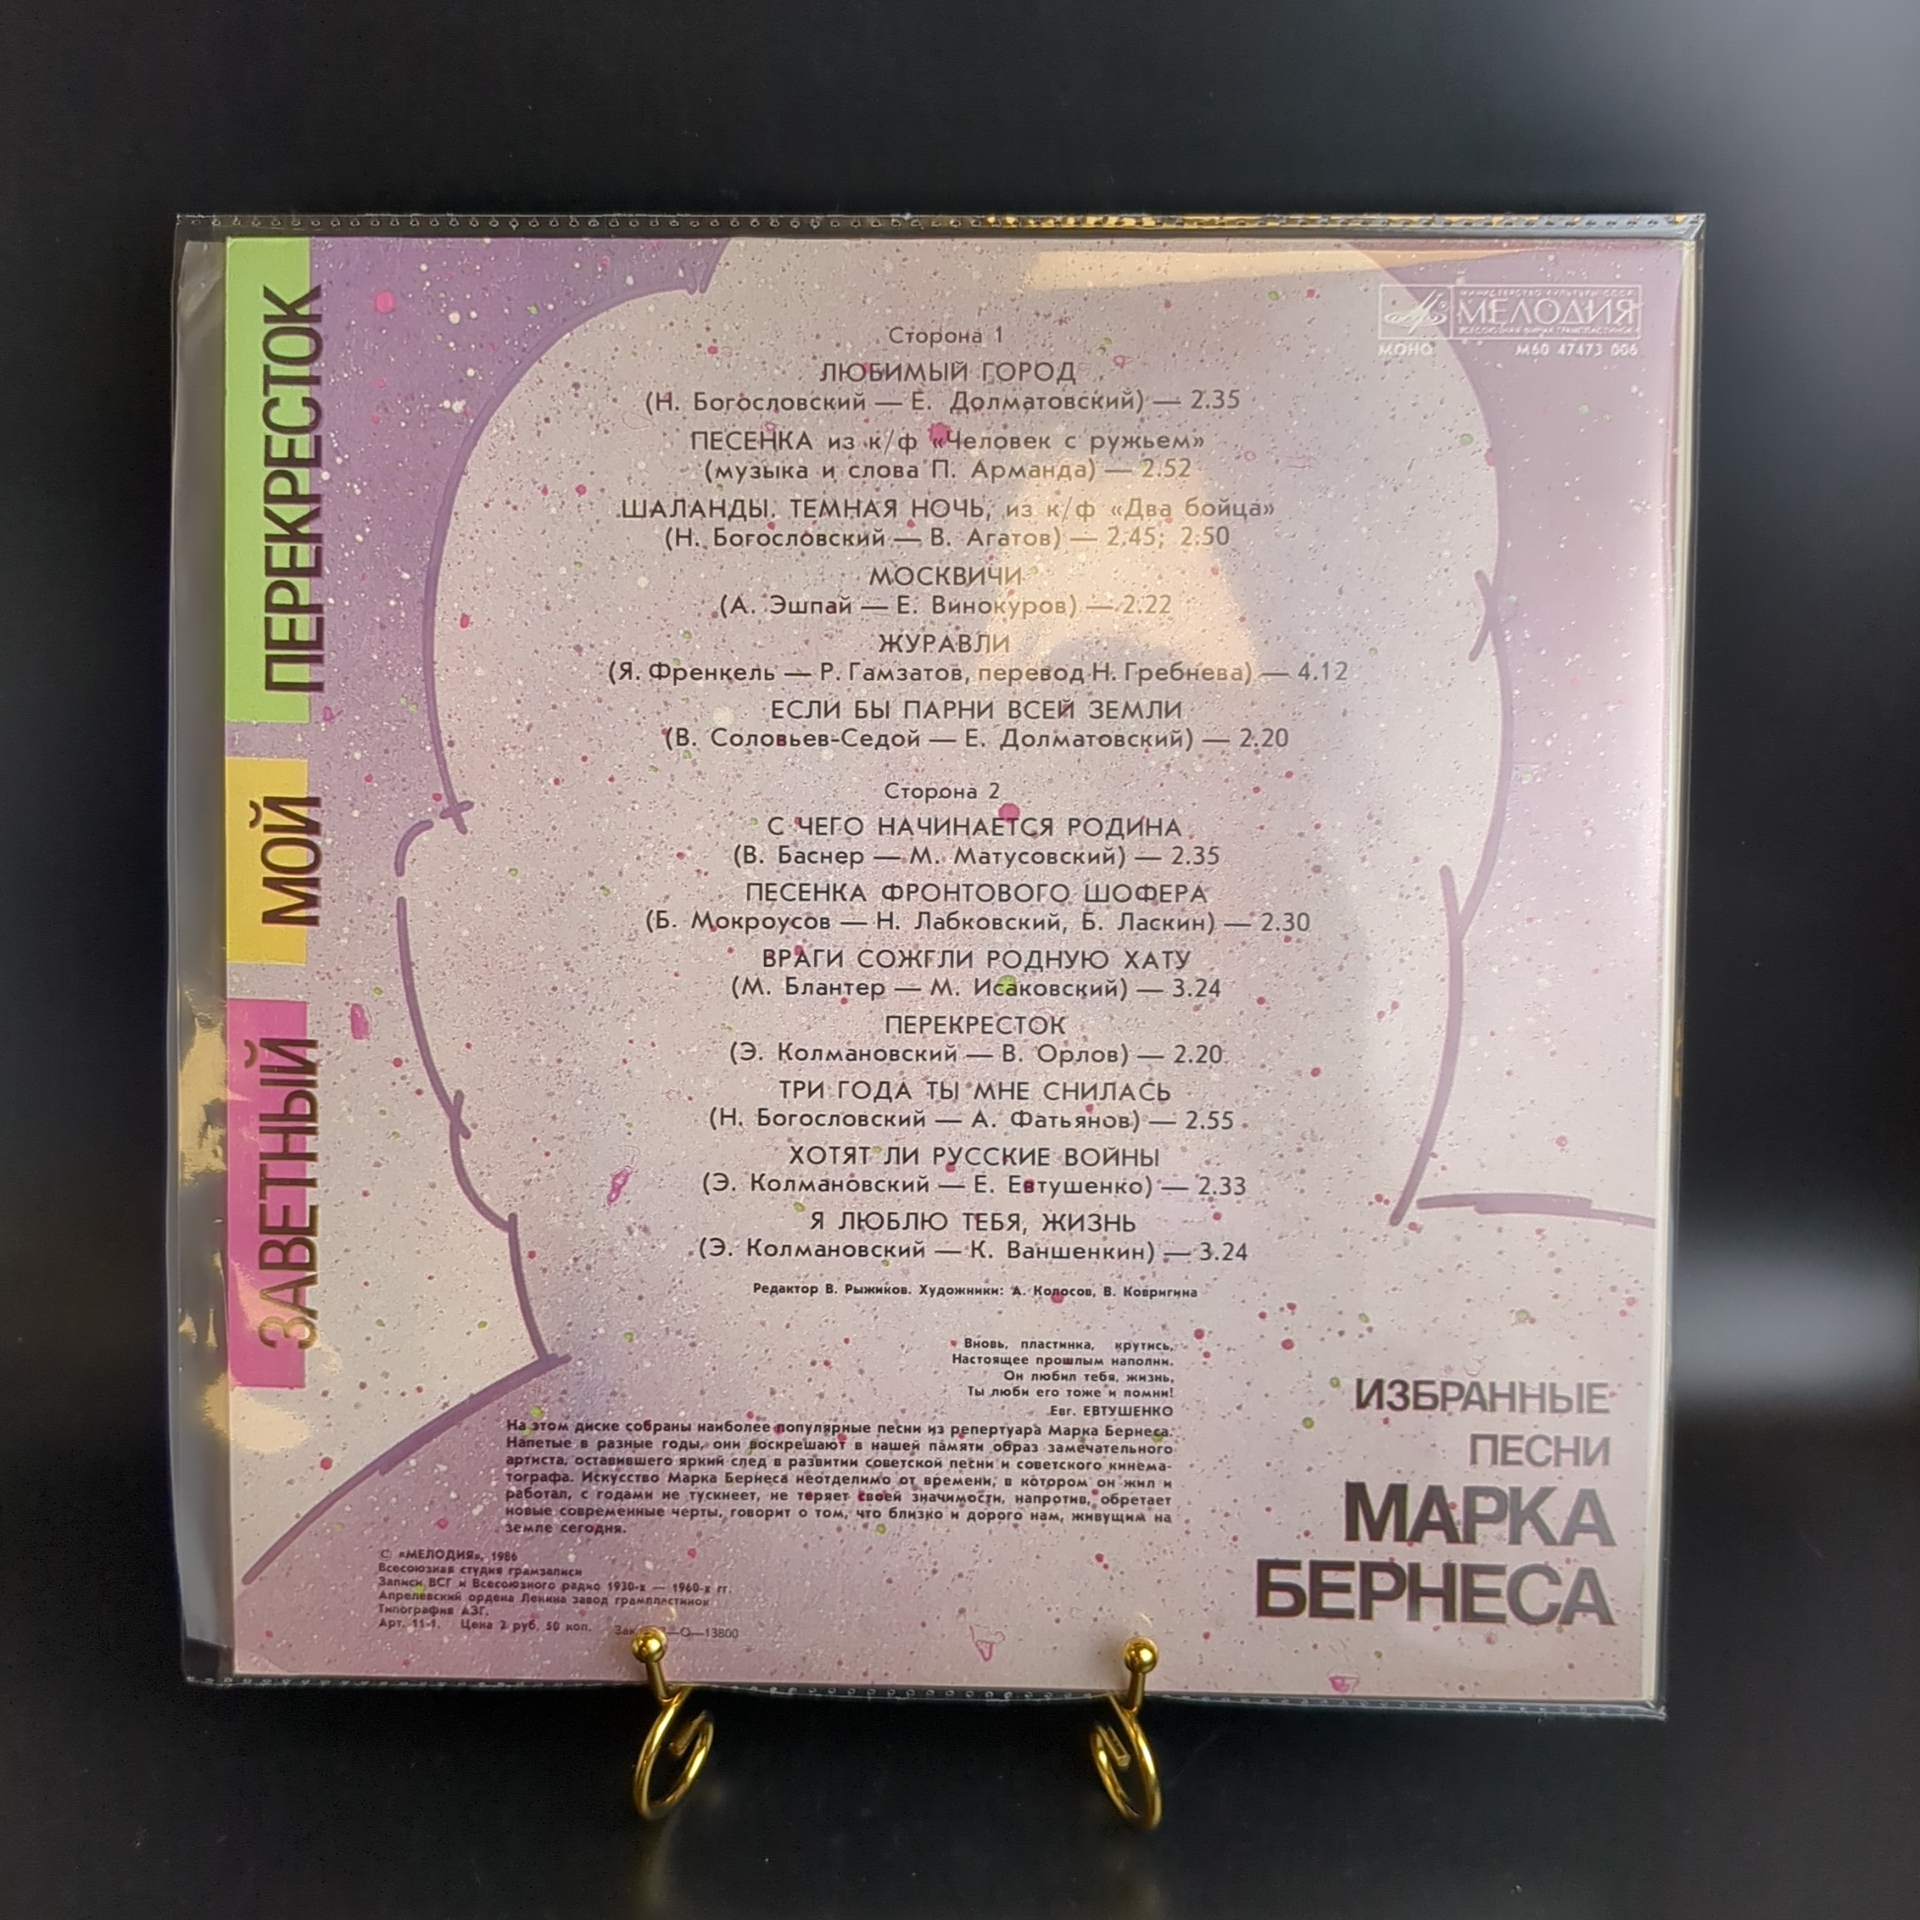 ЗАВЕТНЫЙ МОЙ ПЕРЕКРЕСТОК
МИНИСТЕРСТВО КУЛЬТУРЫ СССР
МЕЛОДИЯ
ВСЕСОЮЗНАЯ ФИРМА ГРАМПЛАСТИНОК
МОНО М60 47473 006
Сторона 1
ЛЮБИМЫЙ ГОРОД
(Н. Богословский — Е. Долматовский) — 2.35
ПЕСЕНКА из к/ф «Человек с ружьем»
(музыка и слова П. Арманда) — 2.52
ШАЛАНДЫ. ТЕМНАЯ НОЧЬ, из к/ф «Два бойца»
(Н. Богословский — В. Агатов) — 2.45; 2.50
МОСКВИЧИ
(А. Эшпай — Е. Винокуров) — 2.22
ЖУРАВЛИ
(Я. Френкель — Р. Гамзатов, перевод Н. Гребнева) — 4.12
ЕСЛИ БЫ ПАРНИ ВСЕЙ ЗЕМЛИ
(В. Соловьев-Седой — Е. Долматовский) — 2.20
Сторона 2
С ЧЕГО НАЧИНАЕТСЯ РОДИНА
(В. Баснер — М. Матусовский) — 2.35
ПЕСЕНКА ФРОНТОВОГО ШОФЕРА
(Б. Мокроусов — Н. Лабковский, Б. Ласкин) — 2.30
ВРАГИ СОЖГЛИ РОДНУЮ ХАТУ
(М. Блантер — М. Исаковский) — 3.24
ПЕРЕКРЕСТОК
(Э. Колмановский — В. Орлов) — 2.20
ТРИ ГОДА ТЫ МНЕ СНИЛАСЬ
(Н. Богословский — А. Фатьянов) — 2.55
ХОТЯТ ЛИ РУССКИЕ ВОЙНЫ
(Э. Колмановский — Е. Евтушенко) — 2.33
Я ЛЮБЛЮ ТЕБЯ, ЖИЗНЬ
(Э. Колмановский — К. Ваншенкин) — 3.24
Редактор В. Рыжиков. Художники: А. Колосов, В. Ковригина
Вновь, пластинка, крутись,
Настоящее прошлым наполни.
Он любил тебя, жизнь,
Ты люби его тоже и помни!
Евг. ЕВТУШЕНКО
На этом диске собраны наиболее популярные песни из репертуара Марка Бернеса.
Напетые в разные годы, они воскрешают в нашей памяти образ замечательного
артиста, оставившего яркий след в развитии советской песни и советского кинема-
тографа. Искусство Марка Бернеса неотделимо от времени, в котором он жил и
работал, с годами не тускнеет, не теряет своей значимости, напротив, обретает
новые современные черты, говорит о том, что близко и дорого нам, живущим на
земле сегодня.
© «МЕЛОДИЯ», 1986
Всесоюзная студия грамзаписи
Записи ВСГ и Всесоюзного радио 1930-х — 1960-х гг.
Апрелевский ордена Ленина завод грампластинок
Типография АЗГ.
Арт. 11-1. Цена 2 руб. 50 коп. —О—13800
ИЗБРАННЫЕ
ПЕСНИ
МАРКА
БЕРНЕСА